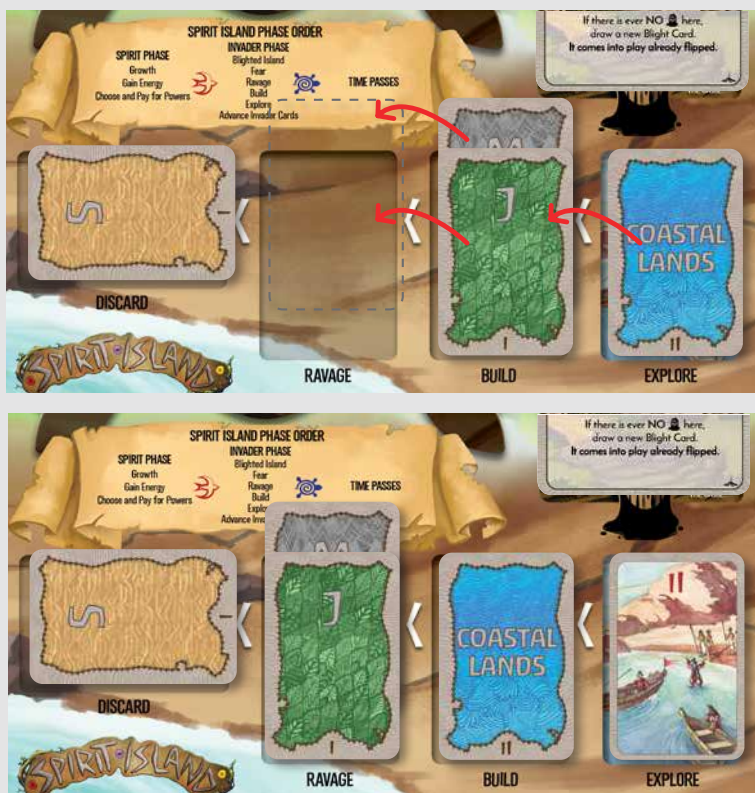 SPIRIT ISLAND PHASE ORDER
SPIRIT PHASE
Growth
Gain Energy
Choose and Pay for Powers
INVADER PHASE
Blighted Island
Fear
Ravage
Build
Explore
Advance Invader Cards
TIME PASSES
If there is ever NO here,
draw a new Blight Card.
It comes into play already flipped.
S
I
M
J
I
COASTAL
LANDS
II
DISCARD
SPIRIT ISLAND
RAVAGE
BUILD
EXPLORE
SPIRIT ISLAND PHASE ORDER
SPIRIT PHASE
Growth
Gain Energy
Choose and Pay for Powers
INVADER PHASE
Blighted Island
Fear
Ravage
Build
Advance
TIME PASSES
If there is ever NO here,
draw a new Blight Card.
It comes into play already flipped.
S
I
M
J
I
COASTAL
LANDS
II
II
DISCARD
SPIRIT ISLAND
RAVAGE
BUILD
EXPLORE